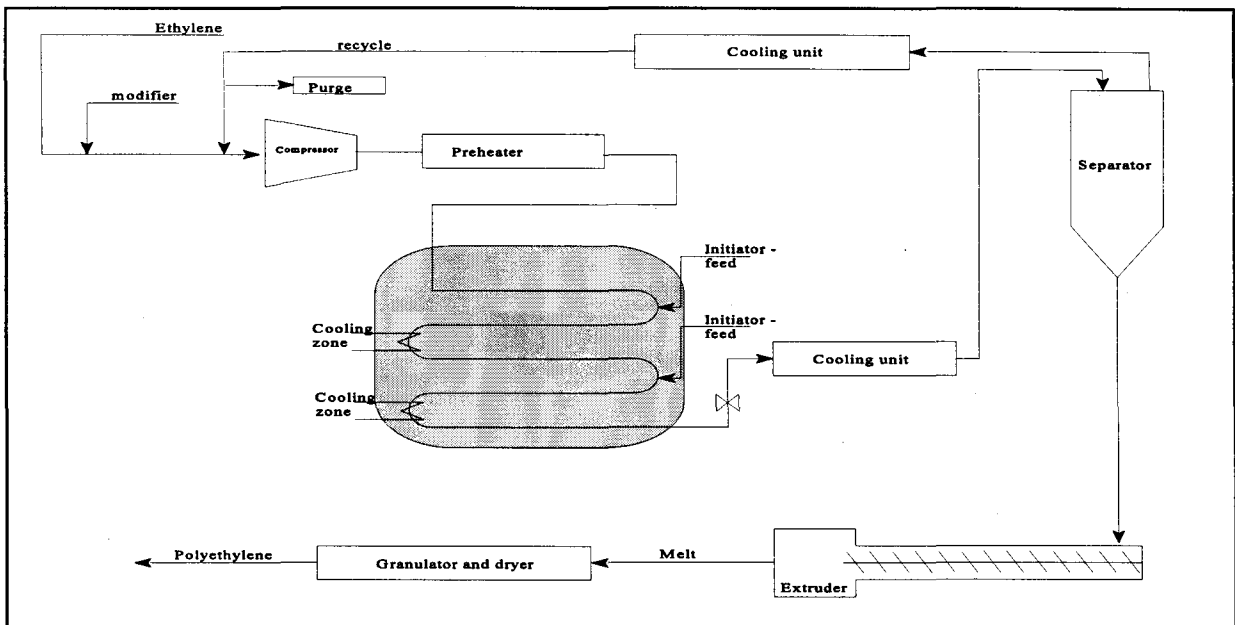 Ethylene
recycle
Cooling unit
Purge
modifier
Compressor
Preheater
Separator
Initiator -
feed
Initiator -
feed
Cooling
zone
Cooling unit
Cooling
zone
Polyethylene
Granulator and dryer
Melt
Extruder